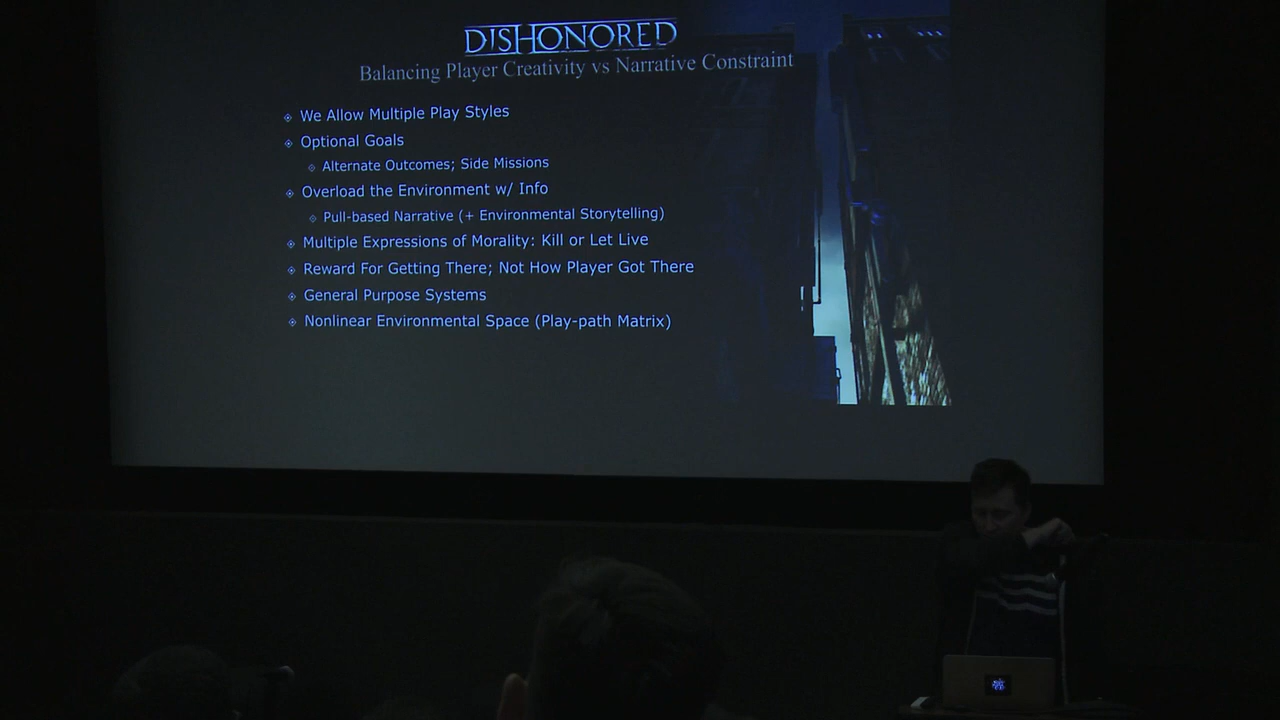 DISHONORED
Balancing Player Creativity vs Narrative Constraint
We Allow Multiple Play Styles
Optional Goals
Alternate Outcomes; Side Missions
Overload the Environment w/ Info
Pull-based Narrative (+ Environmental Storytelling)
Multiple Expressions of Morality: Kill or Let Live
Reward For Getting There; Not How Player Got There
General Purpose Systems
Nonlinear Environmental Space (Play-path Matrix)